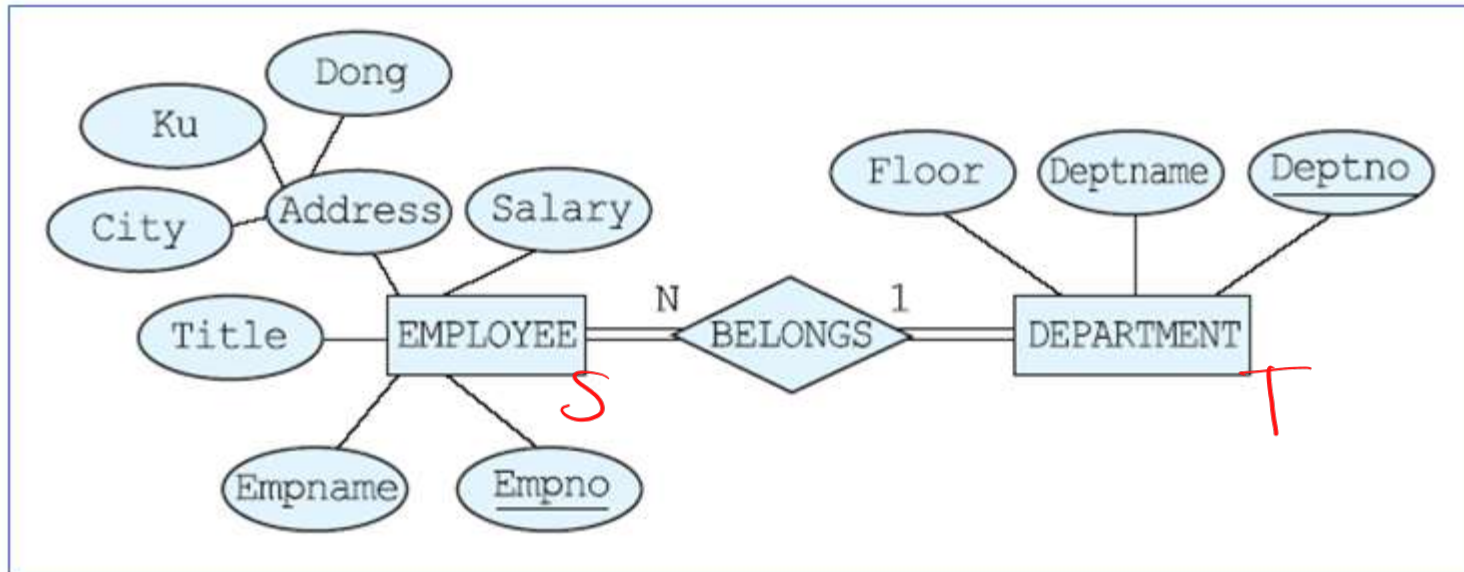 Dong
Ku
City
Address
Salary
Title
Empname
Empno
EMPLOYEE
S
N
BELONGS
1
Floor
Deptname
Deptno
DEPARTMENT
T